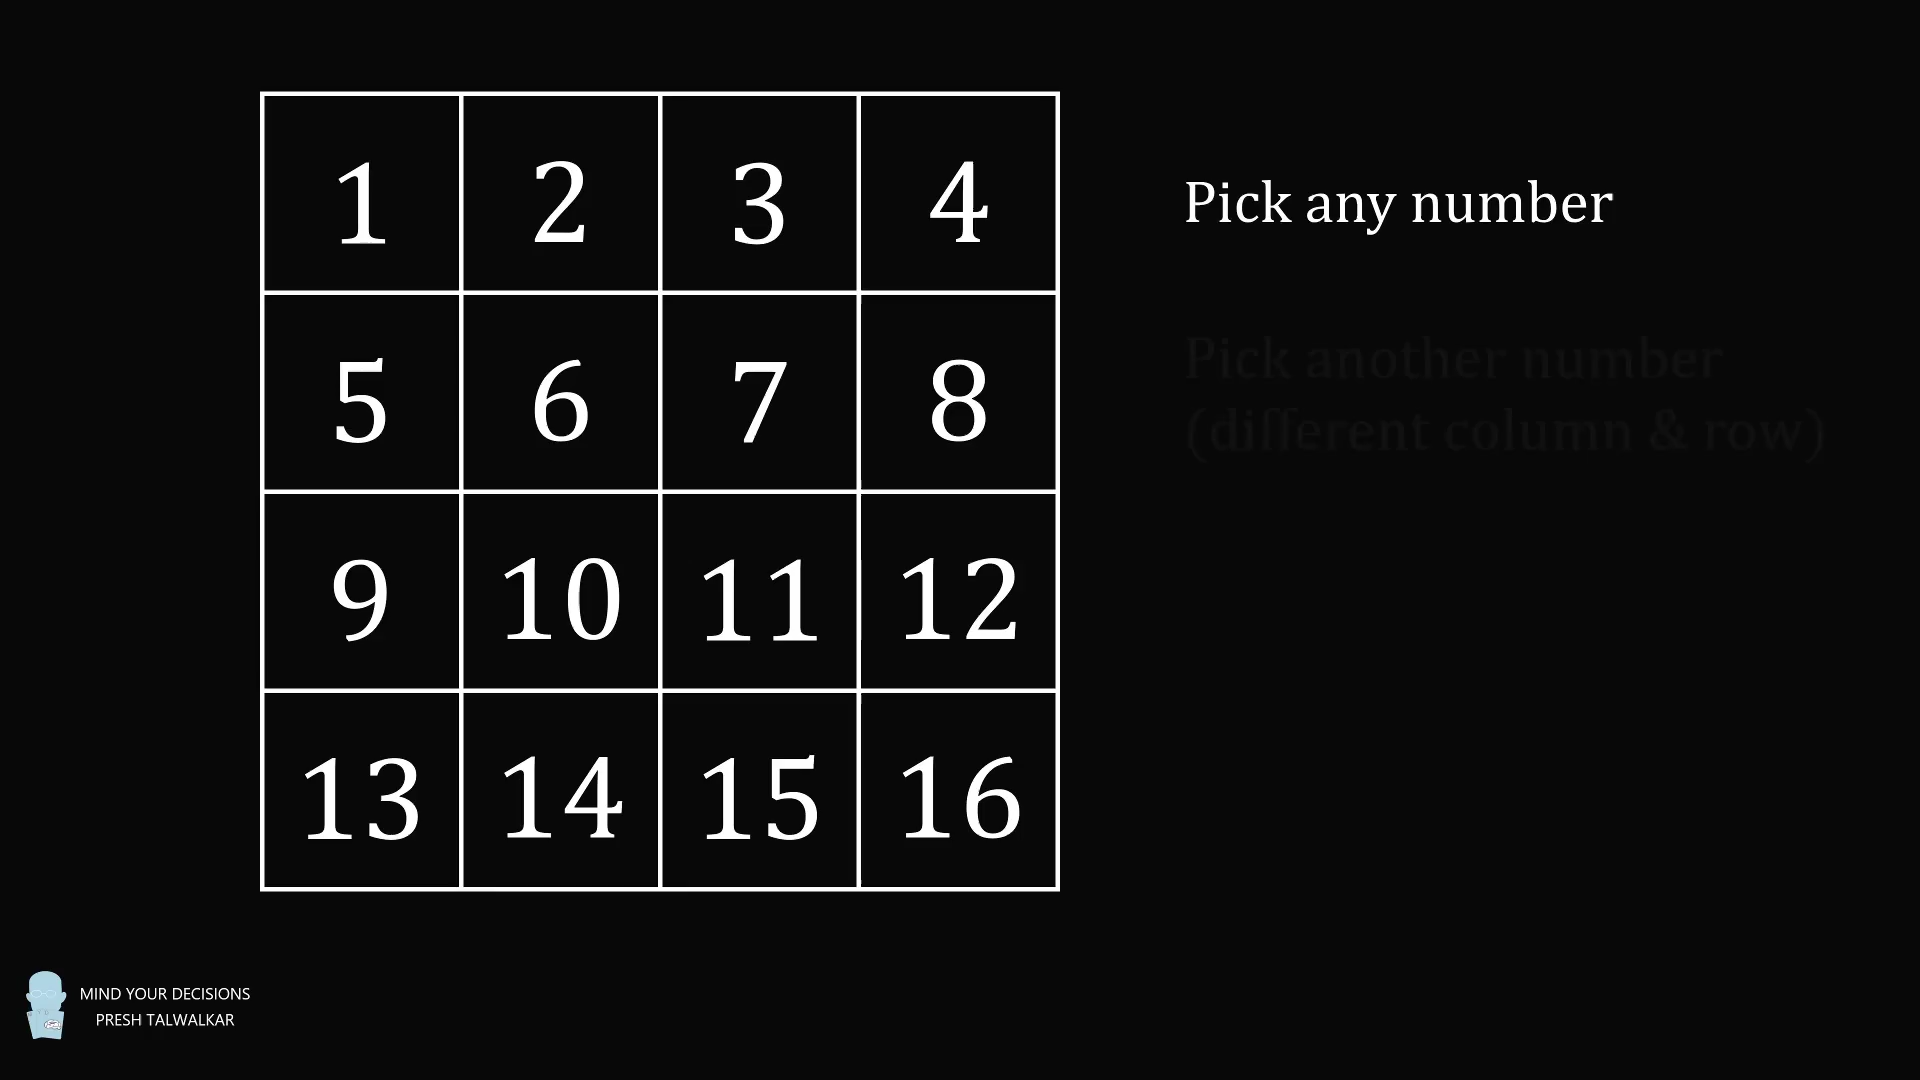 1 2 3 4
5 6 7 8
9 10 11 12
13 14 15 16
Pick any number
Pick another number
(different column & row)
MIND YOUR DECISIONS
PRESH TALWALKAR